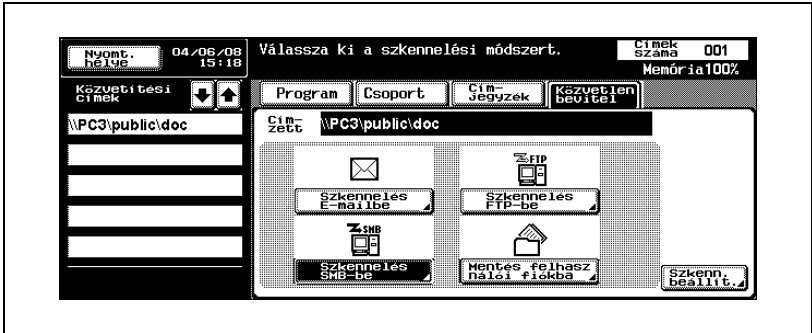 Nyomt.
helye
04/06/08
15:18
Válassza ki a szkennelési módszert.
Címek
száma
001
Memória100%
Közvetítési
címek
Program
Csoport
Cím-
jegyzék
Közvetlen
bevitel
\\PC3\public\doc
Cím-
zett
\\PC3\public\doc
FTP
Szkennelés
E-mailbe
Szkennelés
FTP-be
SMB
Szkennelés
SMB-be
Mentés felhasz
nálói fiókba
Szkenn.
beállít.